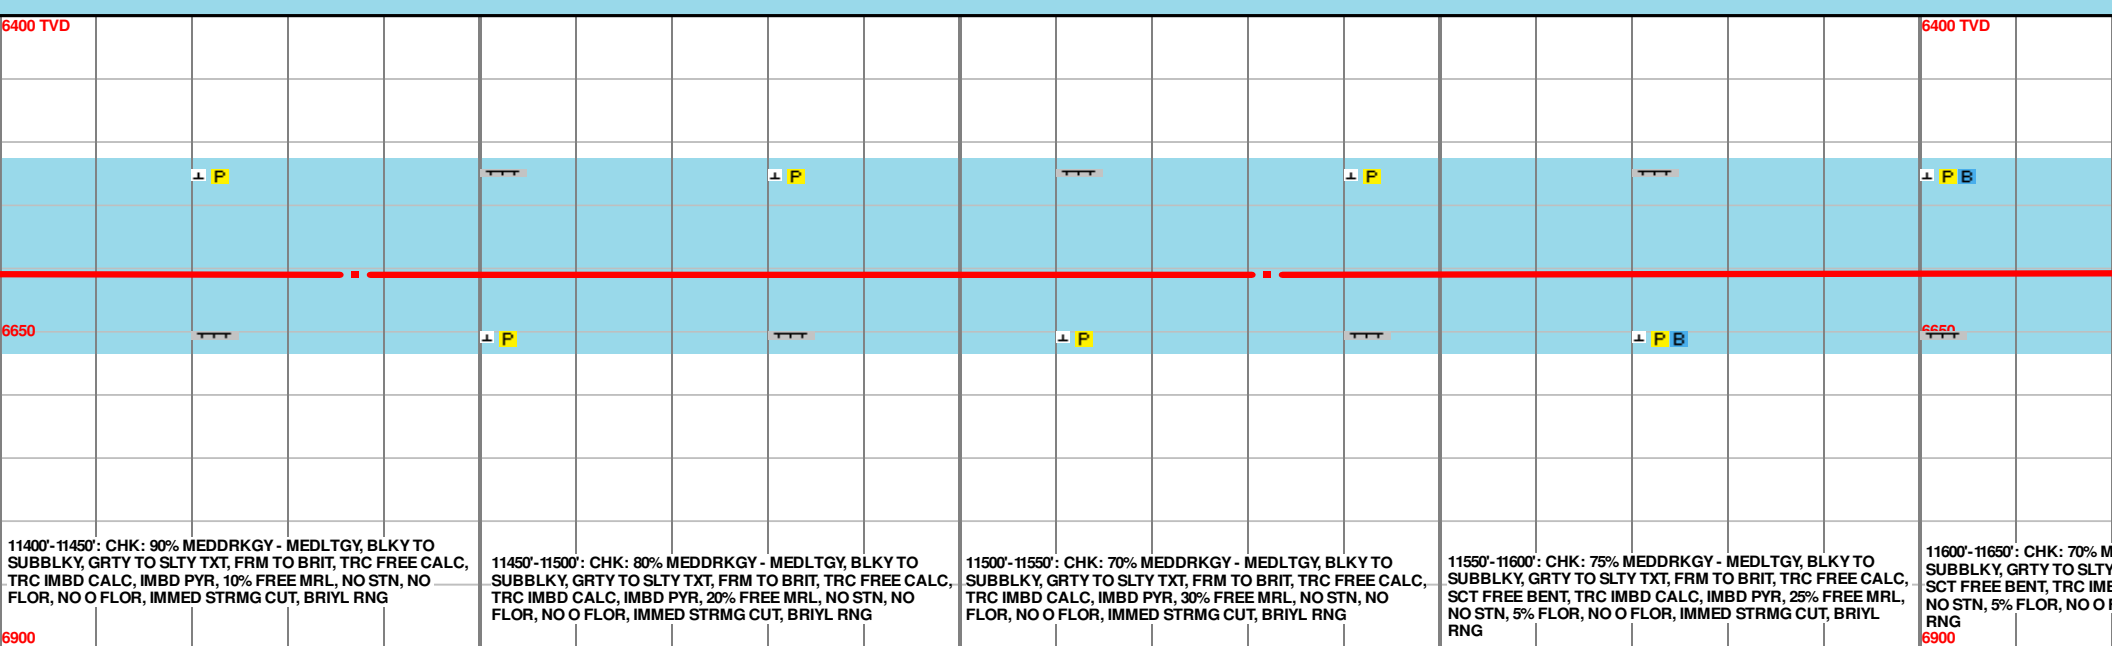 6400 TVD
6400 TVD
P
P
P
P B
6650
P
P
P B
6650
11400'-11450': CHK: 90% MEDDRKGY - MEDLTGY, BLKY TO
SUBBLKY, GRTY TO SLTY TXT, FRM TO BRIT, TRC FREE CALC,
TRC IMBD CALC, IMBD PYR, 10% FREE MRL, NO STN, NO
FLOR, NO O FLOR, IMMED STRMG CUT, BRIYL RNG
11450'-11500': CHK: 80% MEDDRKGY - MEDLTGY, BLKY TO
SUBBLKY, GRTY TO SLTY TXT, FRM TO BRIT, TRC FREE CALC,
TRC IMBD CALC, IMBD PYR, 20% FREE MRL, NO STN, NO
FLOR, NO O FLOR, IMMED STRMG CUT, BRIYL RNG
11500'-11550': CHK: 70% MEDDRKGY - MEDLTGY, BLKY TO
SUBBLKY, GRTY TO SLTY TXT, FRM TO BRIT, TRC FREE CALC,
TRC IMBD CALC, IMBD PYR, 30% FREE MRL, NO STN, NO
FLOR, NO O FLOR, IMMED STRMG CUT, BRIYL RNG
11550'-11600': CHK: 75% MEDDRKGY - MEDLTGY, BLKY TO
SUBBLKY, GRTY TO SLTY TXT, FRM TO BRIT, TRC FREE CALC,
SCT FREE BENT, TRC IMBD CALC, IMBD PYR, 25% FREE MRL,
NO STN, 5% FLOR, NO O FLOR, IMMED STRMG CUT, BRIYL
RNG
11600'-11650': CHK: 70% M
SUBBLKY, GRTY TO SLTY
SCT FREE BENT, TRC IMB
NO STN, 5% FLOR, NO O F
RNG
6900
6900